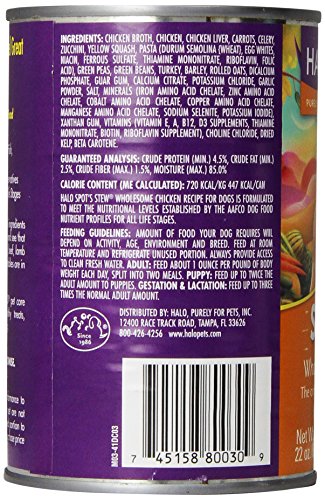 INGREDIENTS: CHICKEN BROTH, CHICKEN, CHICKEN LIVER, CARROTS, CELERY,
ZUCCHINI, YELLOW SQUASH, PASTA (DURUM SEMOLINA (WHEAT), EGG WHITES,
NIACIN, FERROUS SULFATE, THIAMINE MONONITRATE, RIBOFLAVIN, FOLIC
ACID), GREEN PEAS, GREEN BEANS, TURKEY, BARLEY, ROLLED OATS, DICALCIUM
PHOSPHATE, GUAR GUM, CALCIUM CITRATE, POTASSIUM CHLORIDE, GARLIC
POWDER, SALT, MINERALS (IRON AMINO ACID CHELATE, ZINC AMINO ACID
CHELATE, COBALT AMINO ACID CHELATE, COPPER AMINO ACID CHELATE,
MANGANESE AMINO ACID CHELATE, SODIUM SELENITE, POTASSIUM IODIDE),
XANTHAN GUM, VITAMINS (VITAMIN E, A, B12, D3 SUPPLEMENTS, THIAMINE
MONONITRATE, BIOTIN, RIBOFLAVIN SUPPLEMENT), CHOLINE CHLORIDE, DRIED
KELP, BETA CAROTENE.
GUARANTEED ANALYSIS: CRUDE PROTEIN (MIN.) 4.5%, CRUDE FAT (MIN.)
2.5%, CRUDE FIBER (MAX.) 1.5%, MOISTURE (MAX.) 85.0%
CALORIE CONTENT (ME CALCULATED): 720 KCAL/KG 447 KCAL/CAN
HALO SPOT'S STEW® WHOLESOME CHICKEN RECIPE FOR DOGS IS FORMULATED
TO MEET THE NUTRITIONAL LEVELS ESTABLISHED BY THE AAFCO DOG FOOD
NUTRIENT PROFILES FOR ALL LIFE STAGES.
FEEDING GUIDELINES: AMOUNT OF FOOD YOUR DOG REQUIRES WILL
DEPEND ON ACTIVITY, AGE, ENVIRONMENT AND BREED. FEED AT ROOM
TEMPERATURE AND REFRIGERATE UNUSED PORTION. ALWAYS PROVIDE ACCESS
TO CLEAN FRESH WATER. ADULT: FEED ABOUT 1 OUNCE PER POUND OF BODY
WEIGHT EACH DAY, SPLIT INTO TWO MEALS. PUPPY: FEED UP TO TWICE THE
ADULT AMOUNT TO PUPPIES. GESTATION & LACTATION: FEED UP TO THREE
TIMES THE NORMAL ADULT AMOUNT.
Since
1986
DISTRIBUTED BY: HALO, PURELY FOR PETS, INC.
12400 RACE TRACK ROAD, TAMPA, FL 33626
800-426-4256 www.halopets.com
M03-41DC03
7 45158 80030 9
HA
PURE
S
Wh
The or
Net W
22 oz.